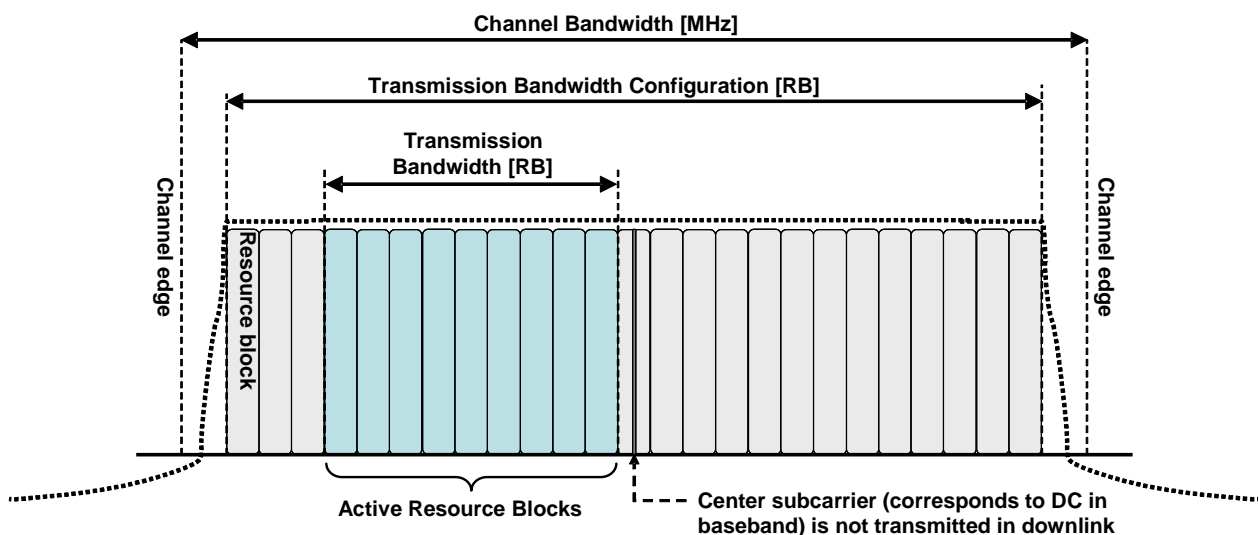 Channel Bandwidth [MHz]
Transmission Bandwidth Configuration [RB]
Transmission
Bandwidth [RB]
Channel edge
Channel edge
Resource block
Active Resource Blocks
Center subcarrier (corresponds to DC in
baseband) is not transmitted in downlink